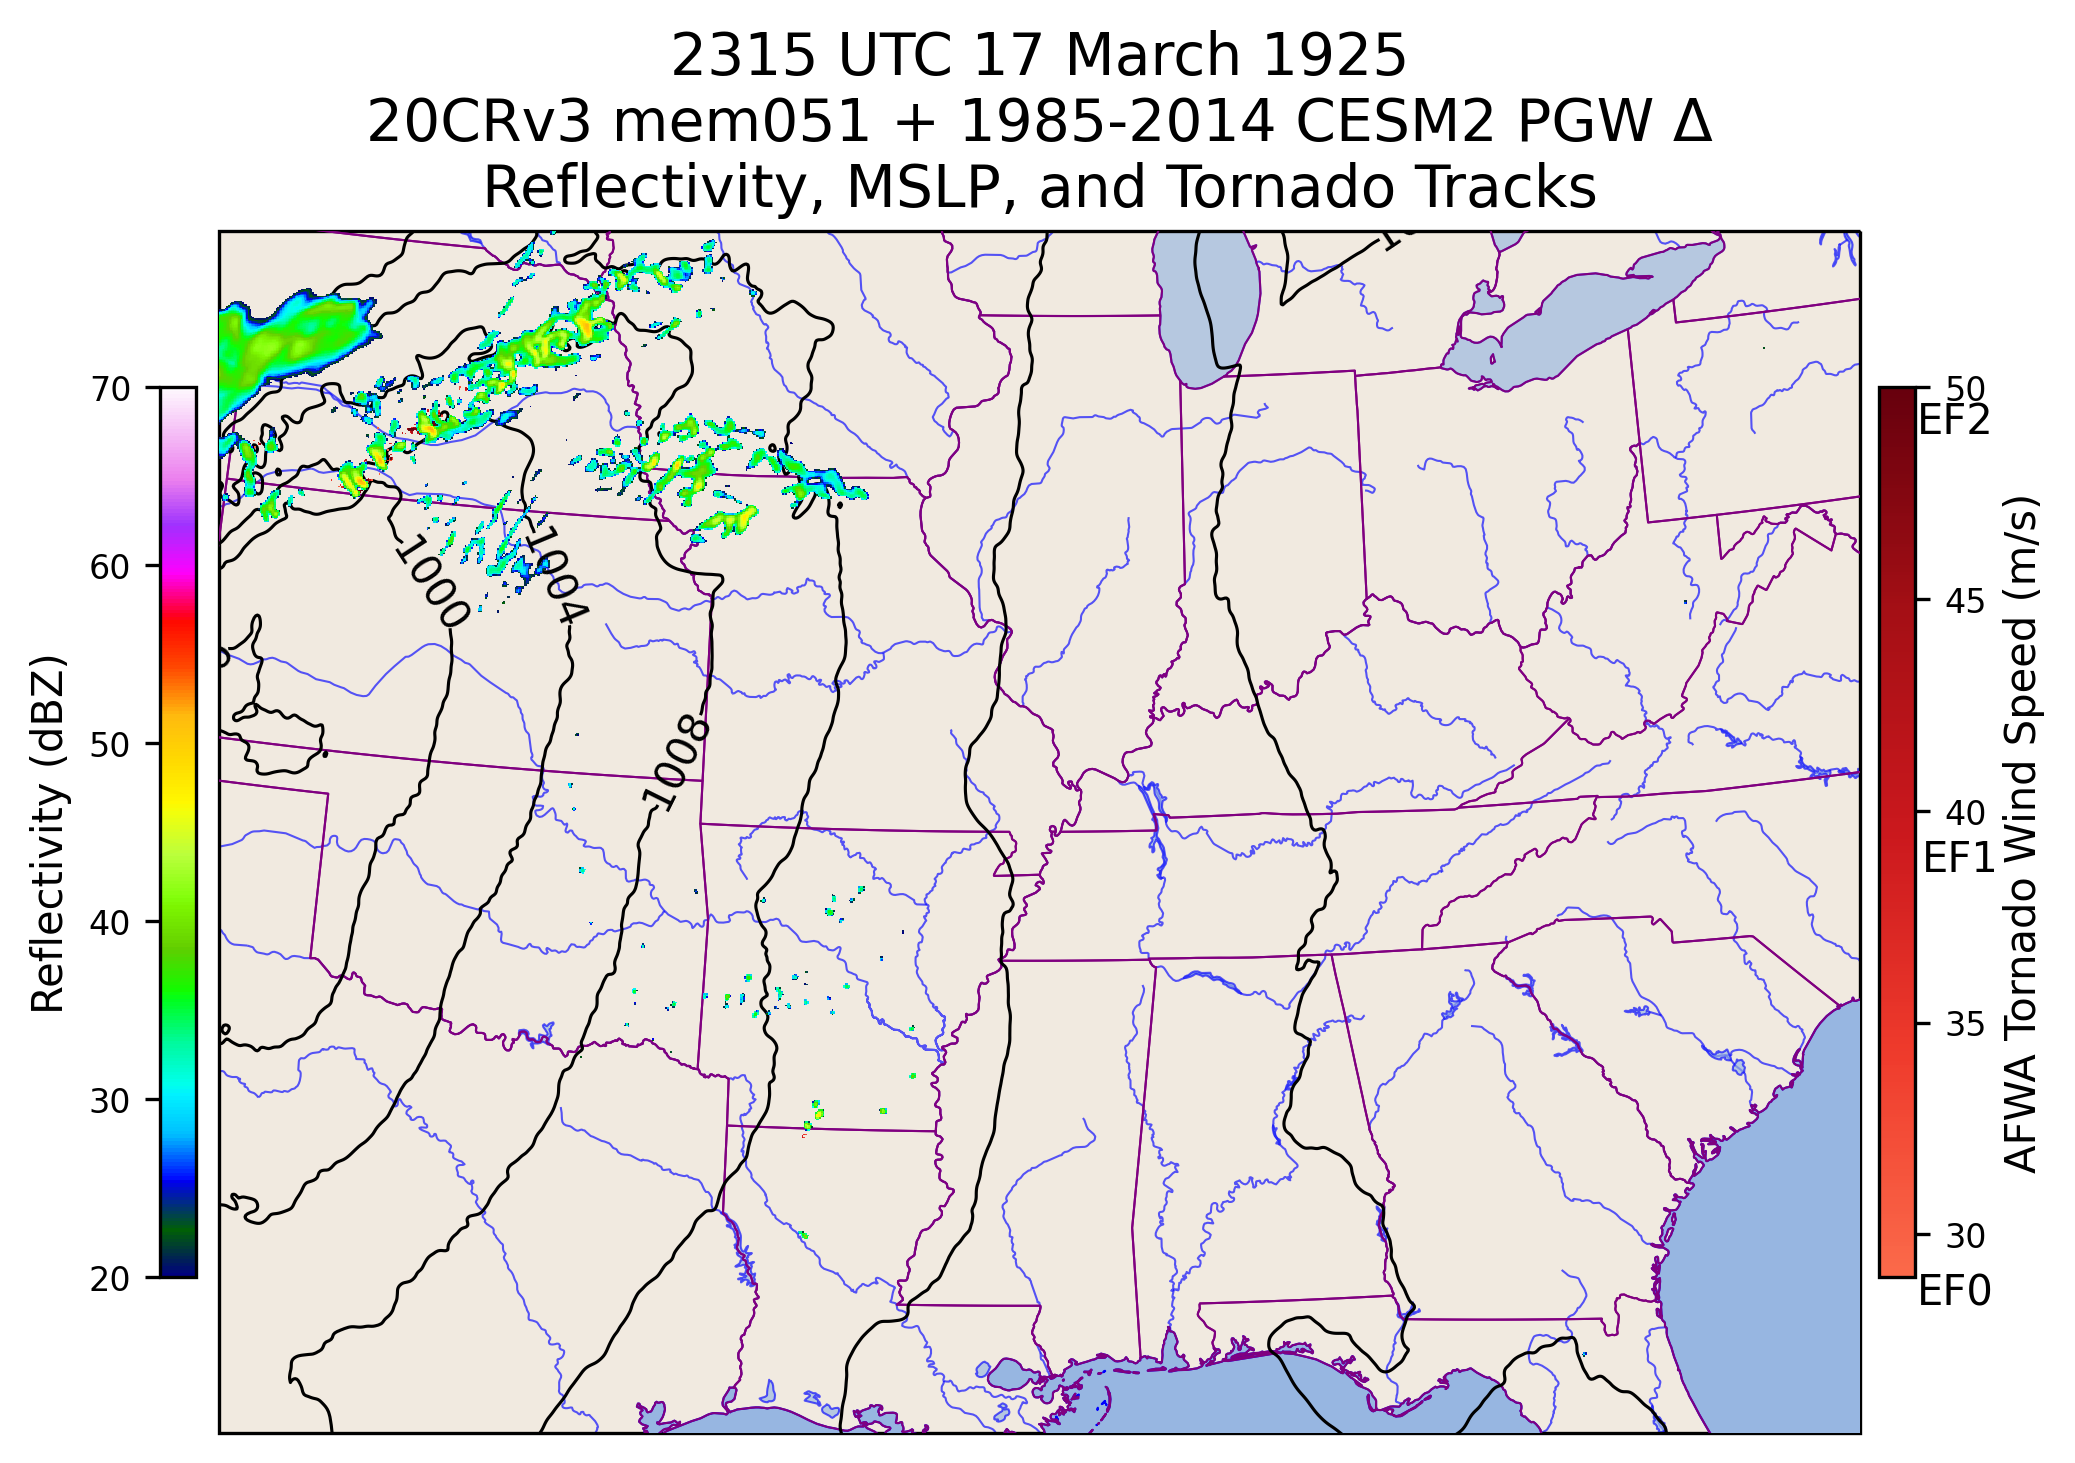 2315 UTC 17 March 1925
20CRv3 mem051 + 1985-2014 CESM2 PGW Δ
Reflectivity, MSLP, and Tornado Tracks
70
60
50
40
30
20
Reflectivity (dBZ)
1000
1004
1008
50
EF2
45
40
EF1
35
30
EF0
AFWA Tornado Wind Speed (m/s)